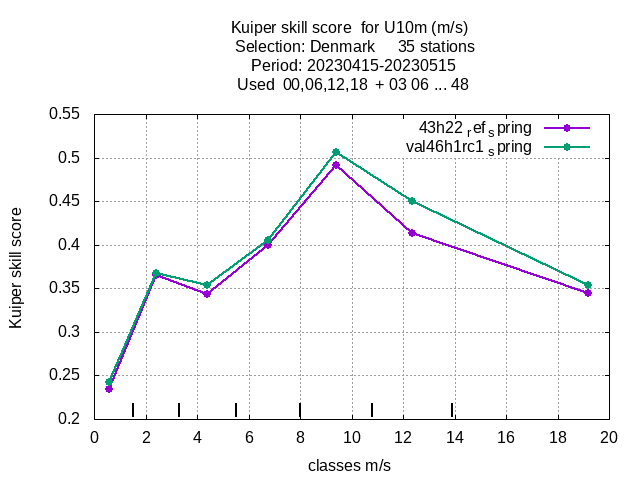 Kuiper skill score for U10m (m/s)
Selection: Denmark 35 stations
Period: 20230415-20230515
Used 00,06,12,18 + 03 06 ... 48
43h22refspring
val46h1rc1spring
0.55
0.5
0.45
0.4
0.35
0.3
0.25
0.2
Kuiper skill score
0 2 4 6 8 10 12 14 16 18 20
classes m/s